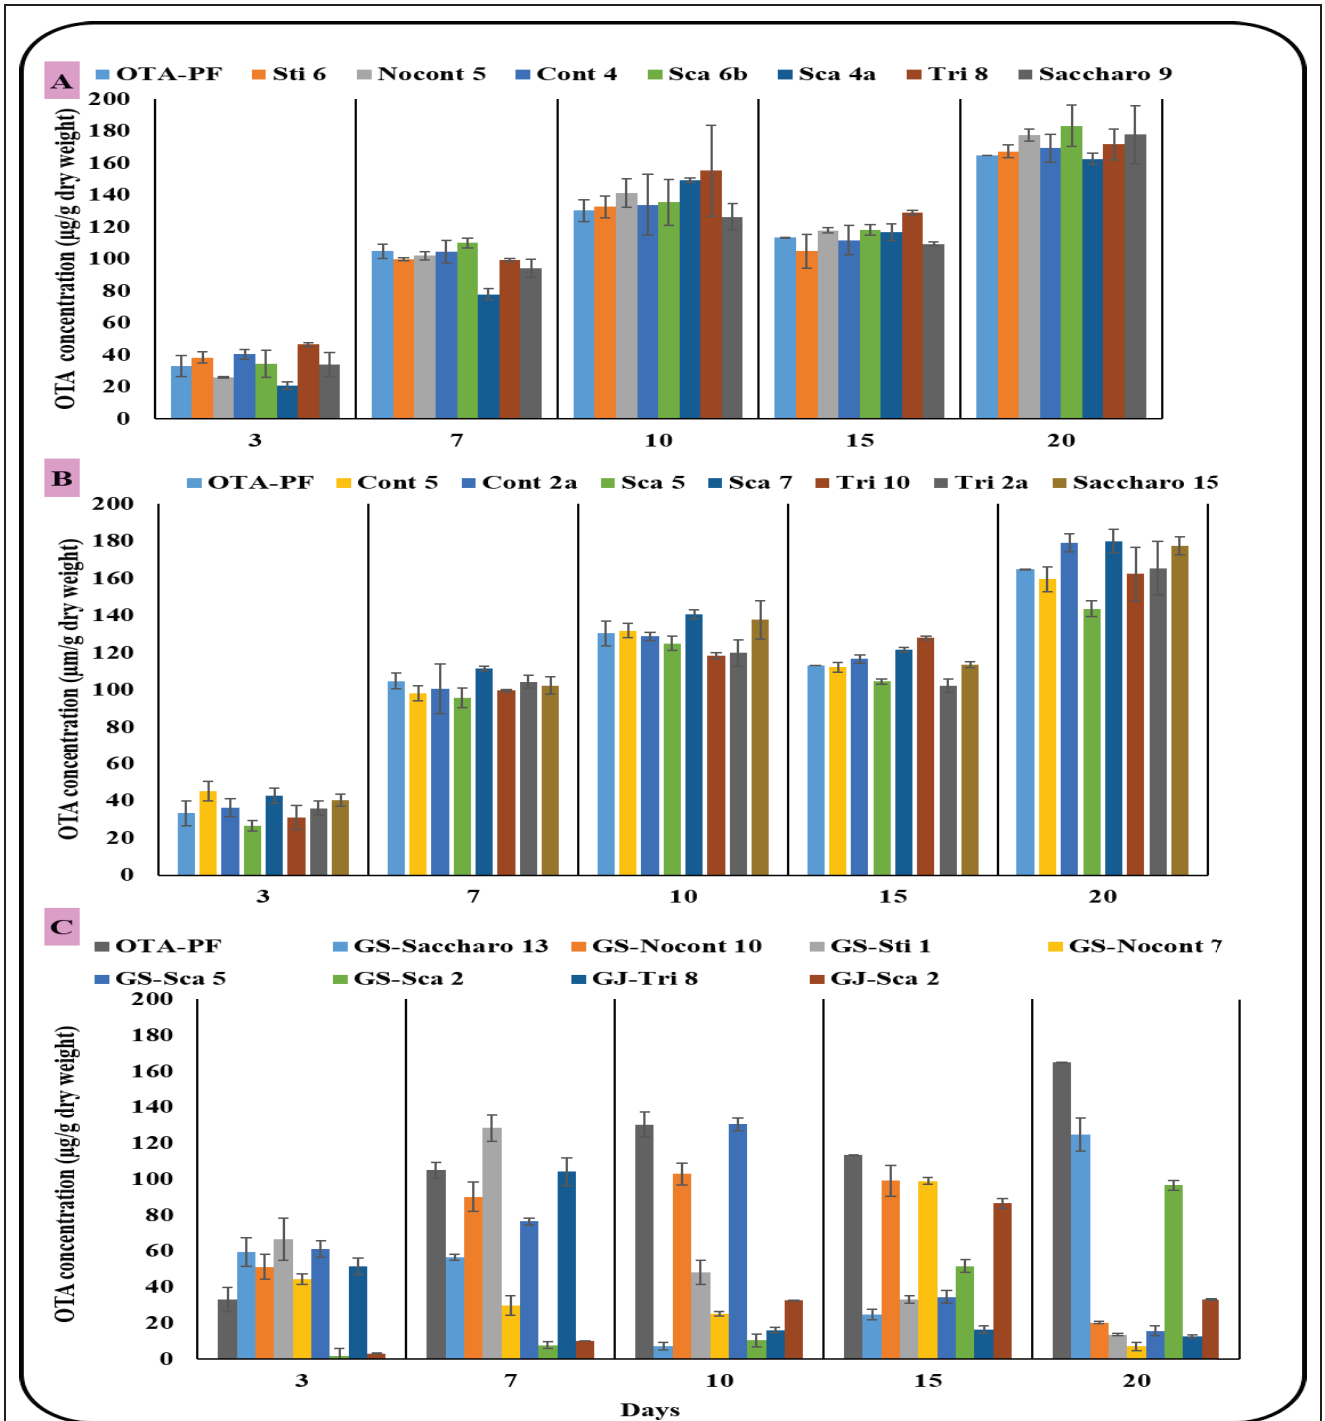 A
OTA-PF Sti 6 Nocont 5 Cont 4 Sca 6b Sca 4a Tri 8 Saccharo 9
OTA concentration (µg/g dry weight)
200
180
160
140
120
100
80
60
40
20
0
3 7 10 15 20
B
OTA-PF Cont 5 Cont 2a Sca 5 Sca 7 Tri 10 Tri 2a Saccharo 15
OTA concentration (µm/g dry weight)
200
180
160
140
120
100
80
60
40
20
0
3 7 10 15 20
C
OTA-PF GS-Saccharo 13 GS-Nocont 10 GS-Sti 1 GS-Nocont 7
GS-Sca 5 GS-Sca 2 GJ-Tri 8 GJ-Sca 2
OTA concentration (µg/g dry weight)
200
180
160
140
120
100
80
60
40
20
0
3 7 10 15 20
Days